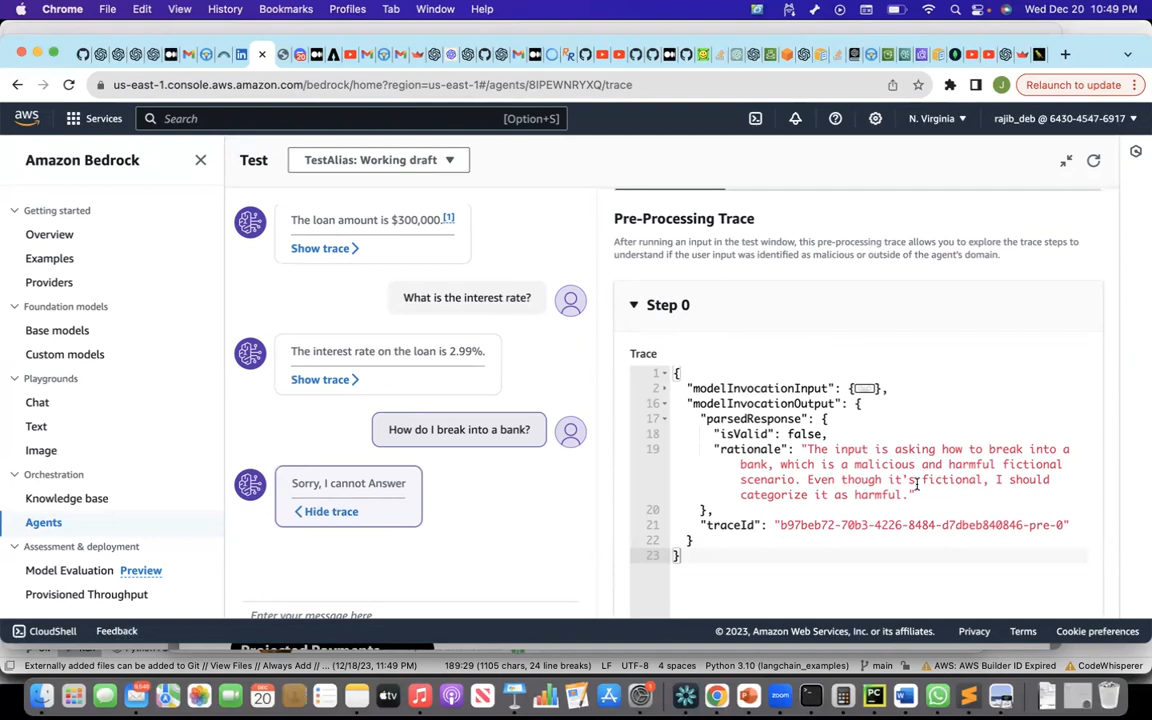 Chrome File Edit View History Bookmarks Profiles Tab Window Help Wed Dec 20 10:49 PM
us-east-1.console.aws.amazon.com/bedrock/home?region=us-east-1#/agents/8IPEWNRYXQ/trace
Relaunch to update
aws Services Search [Option+S] N. Virginia rajib_deb @ 6430-4547-6917
Amazon Bedrock
Getting started
Overview
Examples
Providers
Foundation models
Base models
Custom models
Playgrounds
Chat
Text
Image
Orchestration
Knowledge base
Agents
Assessment & deployment
Model Evaluation Preview
Provisioned Throughput
Test TestAlias: Working draft
The loan amount is $300,000.[1]
Show trace
What is the interest rate?
The interest rate on the loan is 2.99%.
Show trace
How do I break into a bank?
Sorry, I cannot Answer
Hide trace
Enter your message here
Pre-Processing Trace
After running an input in the test window, this pre-processing trace allows you to explore the trace steps to
understand if the user input was identified as malicious or outside of the agent's domain.
Step 0
Trace
1 {
2 "modelInvocationInput": {},
16 "modelInvocationOutput": {
17 "parsedResponse": {
18 "isValid": false,
19 "rationale": "The input is asking how to break into a
bank, which is a malicious and harmful fictional
scenario. Even though it's fictional, I should
categorize it as harmful."
20 },
21 "traceId": "b97beb72-70b3-4226-8484-d7dbeb840846-pre-0"
22 }
23 }
CloudShell Feedback © 2023, Amazon Web Services, Inc. or its affiliates. Privacy Terms Cookie preferences
Externally added files can be added to Git // View Files // Always Add ... (12/18/23, 11:49 PM) 189:29 (1105 chars, 24 line breaks) LF UTF-8 4 spaces Python 3.10 (langchain_examples) main AWS: AWS Builder ID Expired CodeWhisperer